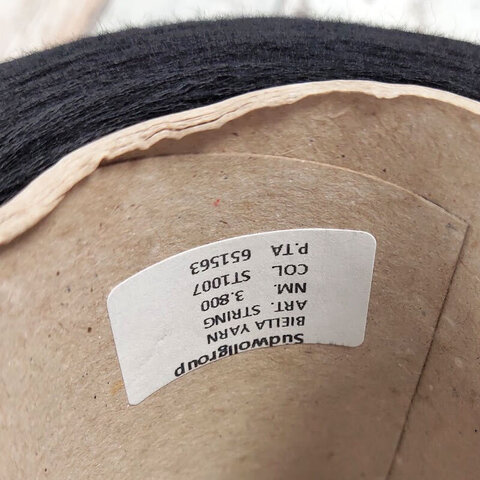 Sudwollgroup
BIELLA YARN
ART. STRING
NM. 3.800
COL ST1007
P.TA 651563